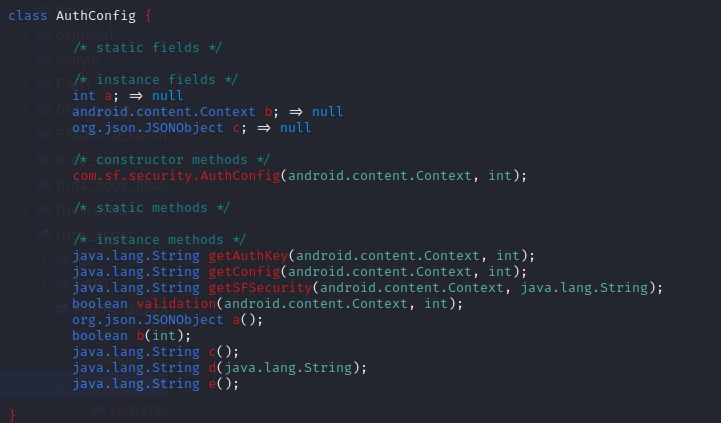 class AuthConfig {
/* static fields */
/* instance fields */
int a; => null
android.content.Context b; => null
org.json.JSONObject c; => null
/* constructor methods */
com.sf.security.AuthConfig(android.content.Context, int);
/* static methods */
/* instance methods */
java.lang.String getAuthKey(android.content.Context, int);
java.lang.String getConfig(android.content.Context, int);
java.lang.String getSFSecurity(android.content.Context, java.lang.String);
boolean validation(android.content.Context, int);
org.json.JSONObject a();
boolean b(int);
java.lang.String c();
java.lang.String d(java.lang.String);
java.lang.String e();
}